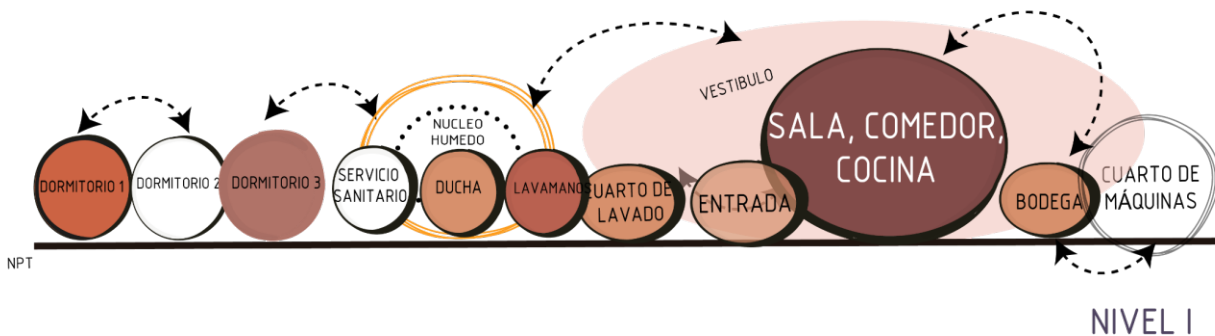 DORMITORIO 1
DORMITORIO 2
DORMITORIO 3
SERVICIO
SANITARIO
NUCLEO
HUMEDO
DUCHA
LAVAMANOS
CUARTO DE
LAVADO
VESTIBULO
ENTRADA
SALA, COMEDOR,
COCINA
BODEGA
CUARTO DE
MÁQUINAS
NPT
NIVEL I